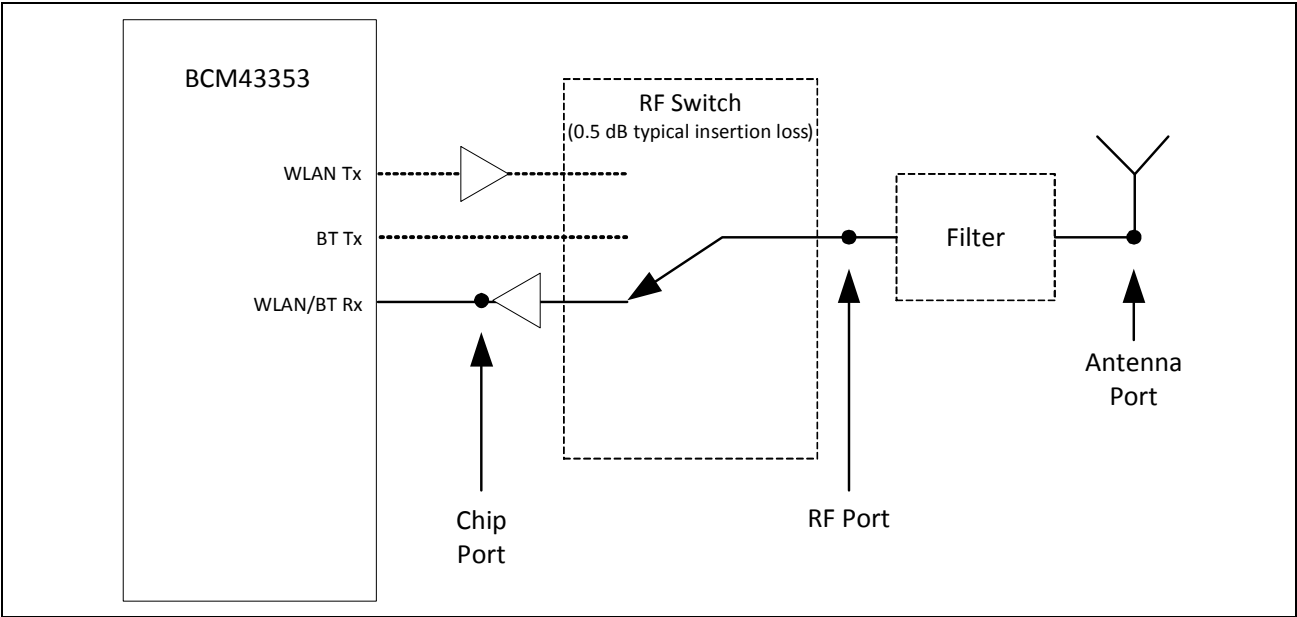 BCM43353
RF Switch
(0.5 dB typical insertion loss)
WLAN Tx
BT Tx
WLAN/BT Rx
Filter
Antenna
Port
Chip
Port
RF Port